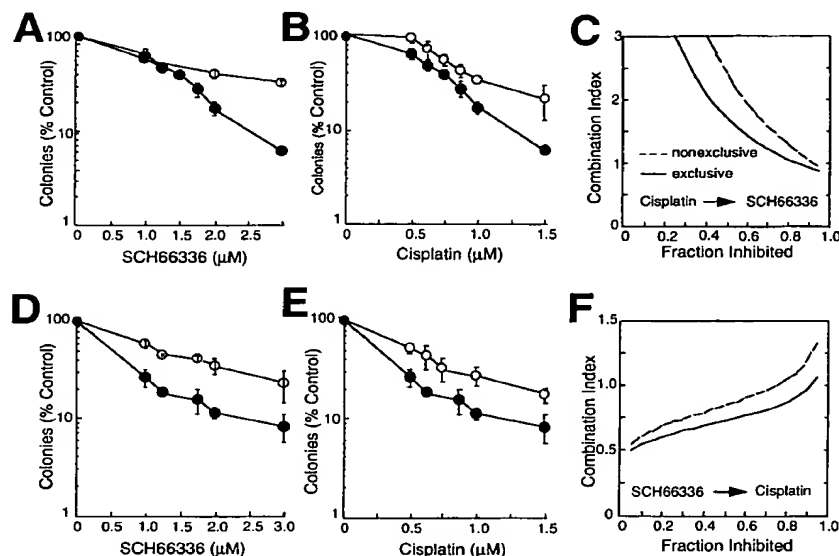 A
Colonies (% Control)
100
10
1
0
1.0
1.5
2.0
2.5
SCH66336 (μM)
B
Colonies (% Control)
100
10
1
0
0.5
1.0
1.5
Cisplatin (μM)
C
Combination Index
3
2
1
0
nonexclusive
exclusive
Cisplatin SCH66336
0 0.2 0.4 0.6 0.8 1.0
Fraction Inhibited
D
Colonies (% Control)
100
10
1
0
1.0
1.5
2.0
2.5
3.0
SCH66336 (μM)
E
Colonies (% Control)
100
10
1
0
0.5
1.0
1.5
Cisplatin (μM)
F
Combination Index
1.5
1.0
0.5
0
SCH66336 Cisplatin
0 0.2 0.4 0.6 0.8 1.0
Fraction Inhibited